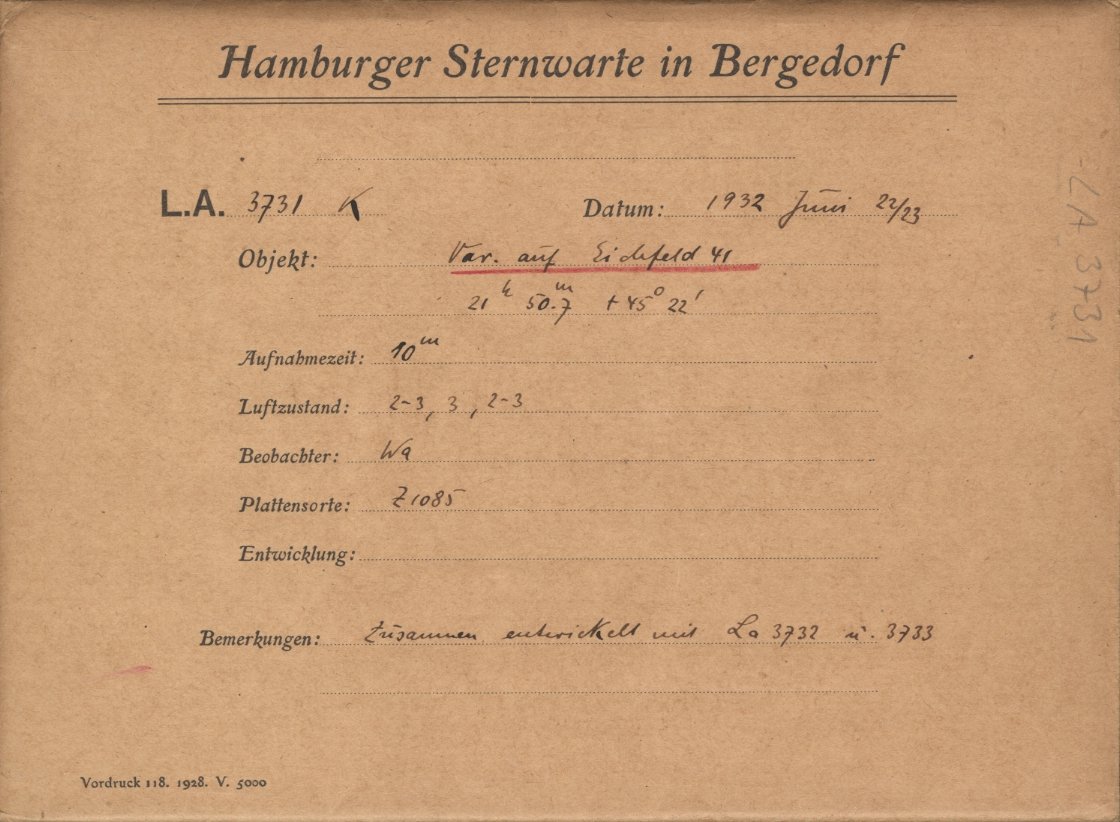 Hamburger Sternwarte in Bergedorf
L.A. 3731 K Datum: 1932 Juni 22/23
Objekt: Var. auf Eichfeld 41
21h 50.m7 +45° 22'
Aufnahmezeit: 10m
Luftzustand: 2-3, 3, 2-3
Beobachter: Wa
Plattensorte: Z1085
Entwicklung:
Bemerkungen: Zusammen entwickelt mit La 3732 u. 3733
Vordruck 118. 1928. V. 5000
LA 3731